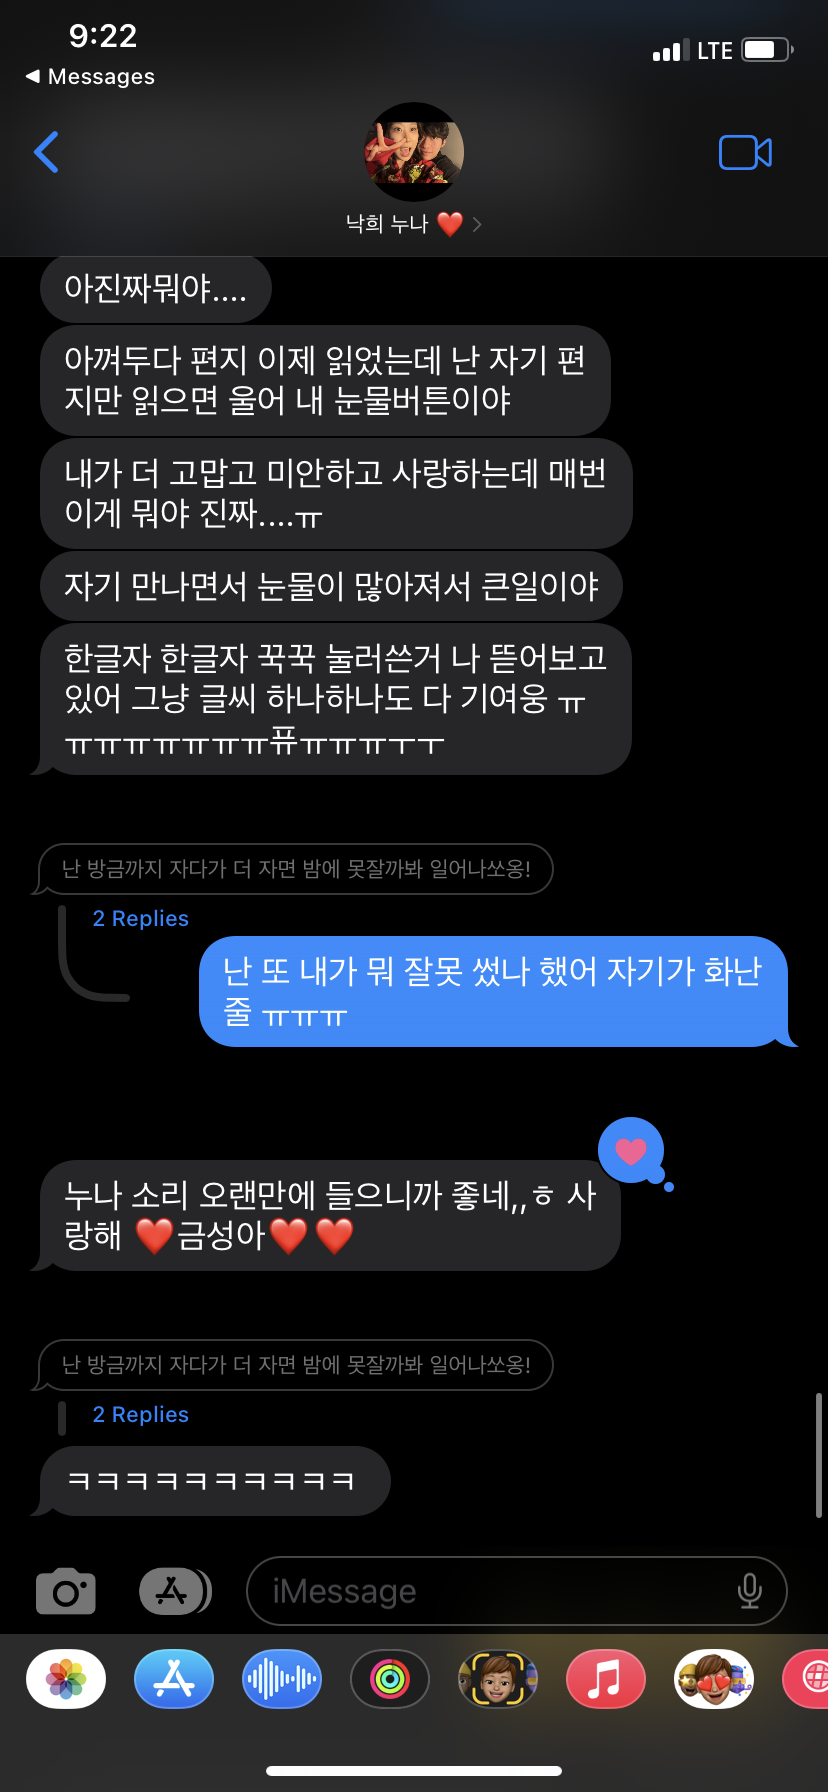 9:22
LTE
Messages
낙희 누나 ❤️
아진짜뭐야....
아껴두다 편지 이제 읽었는데 난 자기 편
지만 읽으면 울어 내 눈물버튼이야
내가 더 고맙고 미안하고 사랑하는데 매번
이게 뭐야 진짜....ㅠ
자기 만나면서 눈물이 많아져서 큰일이야
한글자 한글자 꾹꾹 눌러쓴거 나 뜯어보고
있어 그냥 글씨 하나하나도 다 기여웅 ㅠ
ㅠㅠㅠㅠㅠㅠㅠ퓨ㅠㅠㅠㅜㅜ
난 방금까지 자다가 더 자면 밤에 못잘까봐 일어나쏘옹!
2 Replies
난 또 내가 뭐 잘못 썼나 했어 자기가 화난
줄 ㅠㅠㅠ
누나 소리 오랜만에 들으니까 좋네,,ㅎ 사
랑해 ❤️금성아❤️❤️
난 방금까지 자다가 더 자면 밤에 못잘까봐 일어나쏘옹!
2 Replies
ㅋㅋㅋㅋㅋㅋㅋㅋㅋㅋ
iMessage